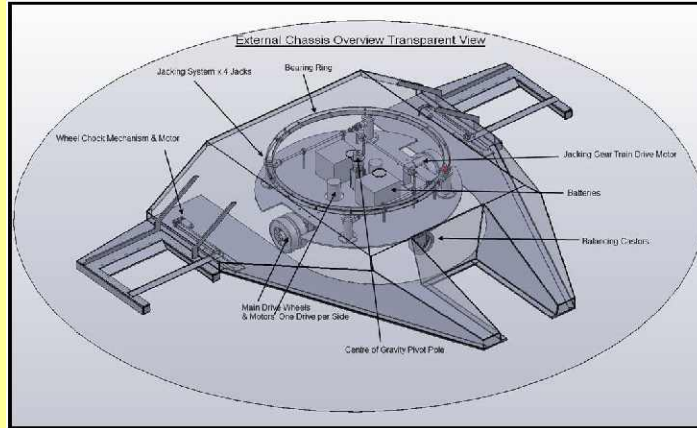 External Chassis Overview Transparent View
Bearing Ring
Jacking System x 4 Jacks
Wheel Chock Mechanism & Motor
Jacking Gear Train Drive Motor
Batteries
Balancing Castors
Main Drive Wheels
& Motors' One Drive per Side
Centre of Gravity Pivot Pole